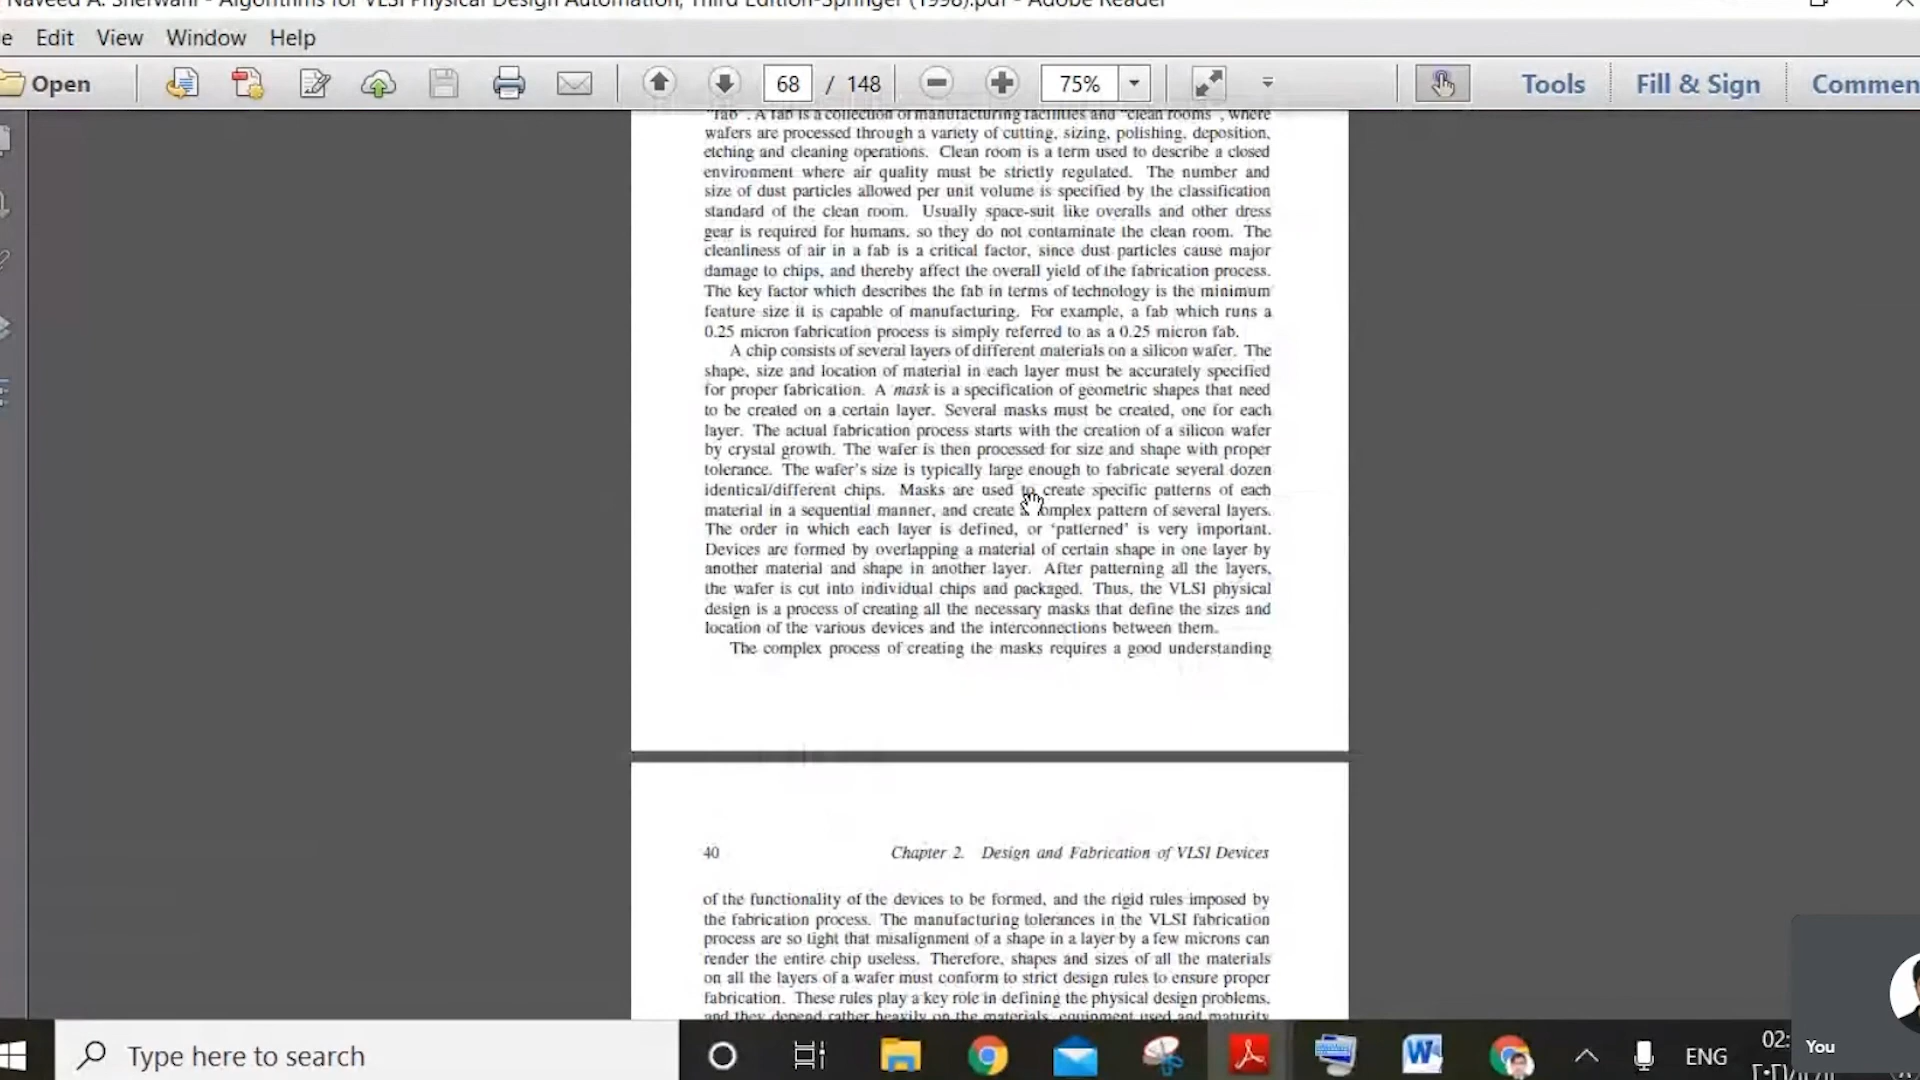 Naveed A. Sherwani - Algorithms for VLSI Physical Design Automation, Third Edition-Springer (1998).pdf - Adobe Reader
Edit View Window Help
Open 68 / 148 75% Tools Fill & Sign Commen
"fab". A fab is a collection of manufacturing facilities and "clean rooms", where
wafers are processed through a variety of cutting, sizing, polishing, deposition,
etching and cleaning operations. Clean room is a term used to describe a closed
environment where air quality must be strictly regulated. The number and
size of dust particles allowed per unit volume is specified by the classification
standard of the clean room. Usually space-suit like overalls and other dress
gear is required for humans, so they do not contaminate the clean room. The
cleanliness of air in a fab is a critical factor, since dust particles cause major
damage to chips, and thereby affect the overall yield of the fabrication process.
The key factor which describes the fab in terms of technology is the minimum
feature size it is capable of manufacturing. For example, a fab which runs a
0.25 micron fabrication process is simply referred to as a 0.25 micron fab.
A chip consists of several layers of different materials on a silicon wafer. The
shape, size and location of material in each layer must be accurately specified
for proper fabrication. A mask is a specification of geometric shapes that need
to be created on a certain layer. Several masks must be created, one for each
layer. The actual fabrication process starts with the creation of a silicon wafer
by crystal growth. The wafer is then processed for size and shape with proper
tolerance. The wafer's size is typically large enough to fabricate several dozen
identical/different chips. Masks are used to create specific patterns of each
material in a sequential manner, and create a complex pattern of several layers.
The order in which each layer is defined, or 'patterned' is very important.
Devices are formed by overlapping a material of certain shape in one layer by
another material and shape in another layer. After patterning all the layers,
the wafer is cut into individual chips and packaged. Thus, the VLSI physical
design is a process of creating all the necessary masks that define the sizes and
location of the various devices and the interconnections between them.
The complex process of creating the masks requires a good understanding
40 Chapter 2. Design and Fabrication of VLSI Devices
of the functionality of the devices to be formed, and the rigid rules imposed by
the fabrication process. The manufacturing tolerances in the VLSI fabrication
process are so tight that misalignment of a shape in a layer by a few microns can
render the entire chip useless. Therefore, shapes and sizes of all the materials
on all the layers of a wafer must conform to strict design rules to ensure proper
fabrication. These rules play a key role in defining the physical design problems,
and they depend rather heavily on the materials, equipment used and maturity
Type here to search ENG 02: You